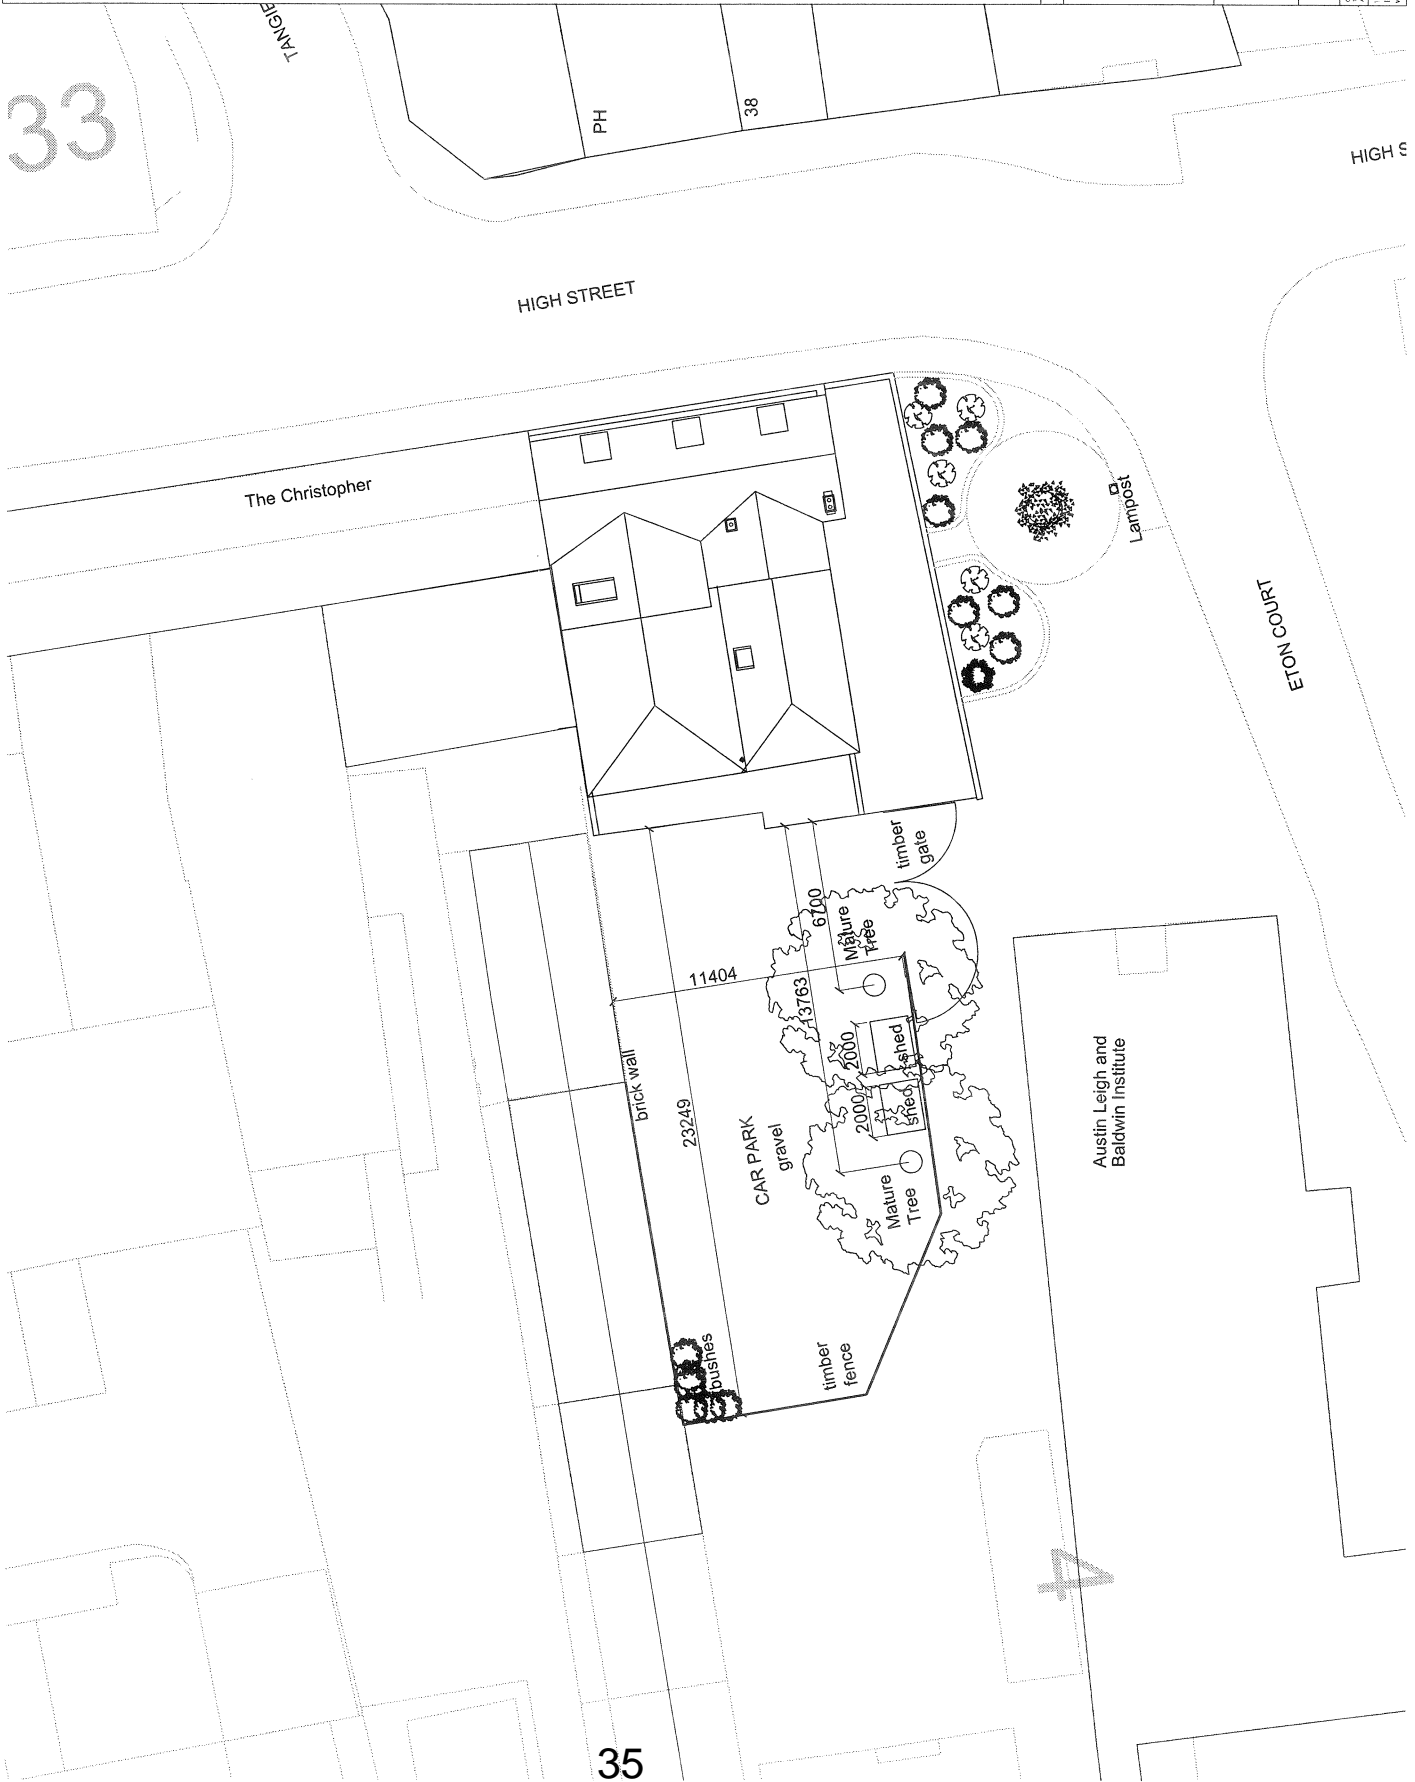 TANGIE
33
PH
38
HIGH S
HIGH STREET
The Christopher
Lampost
ETON COURT
timber
gate
6700
Mature
Tree
11404
13763
2000
shed
brick wall
23249
2000
shed
CAR PARK
gravel
Austin Leigh and
Baldwin Institute
Mature
Tree
bushes
timber
fence
4
35